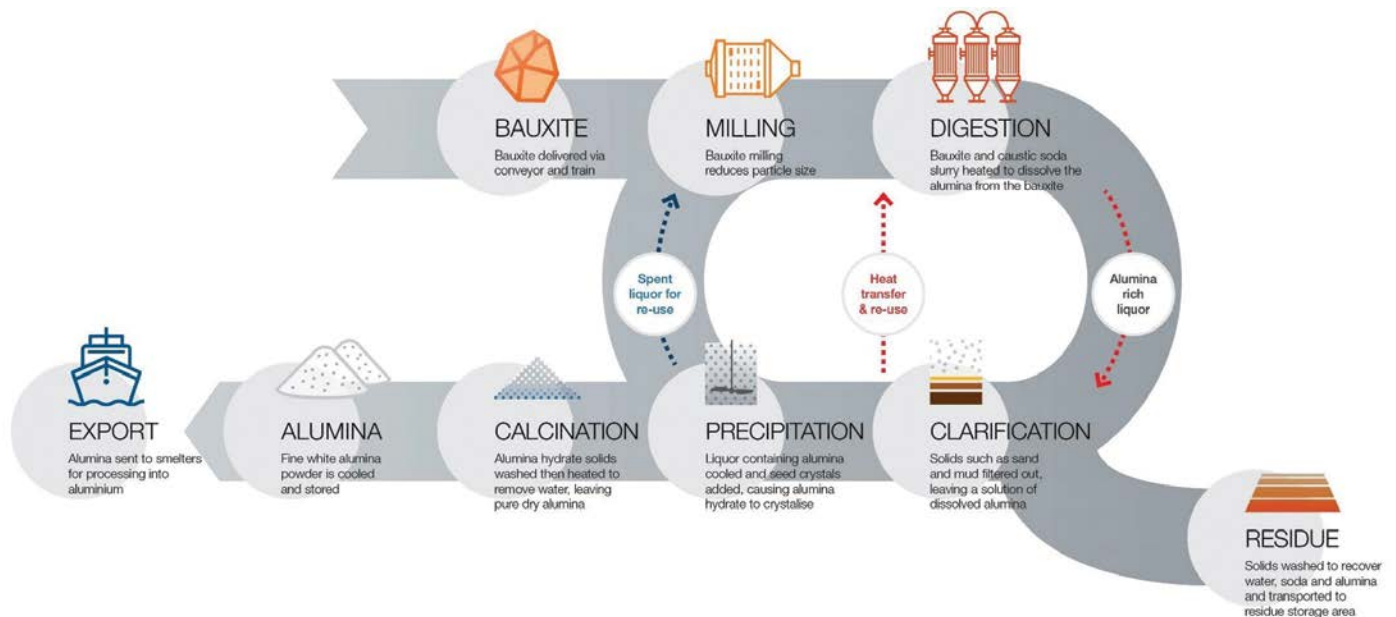 BAUXITE
Bauxite delivered via
conveyor and train
MILLING
Bauxite milling
reduces particle size
DIGESTION
Bauxite and caustic soda
slurry heated to dissolve the
alumina from the bauxite
Spent
liquor for
re-use
Heat
transfer
& re-use
Alumina
rich
liquor
EXPORT
Alumina sent to smelters
for processing into
aluminium
ALUMINA
Fine white alumina
powder is cooled
and stored
CALCINATION
Alumina hydrate solids
washed then heated to
remove water, leaving
pure dry alumina
PRECIPITATION
Liquor containing alumina
cooled and seed crystals
added, causing alumina
hydrate to crystalise
CLARIFICATION
Solids such as sand
and mud filtered out,
leaving a solution of
dissolved alumina
RESIDUE
Solids washed to recover
water, soda and alumina
and transported to
residue storage area